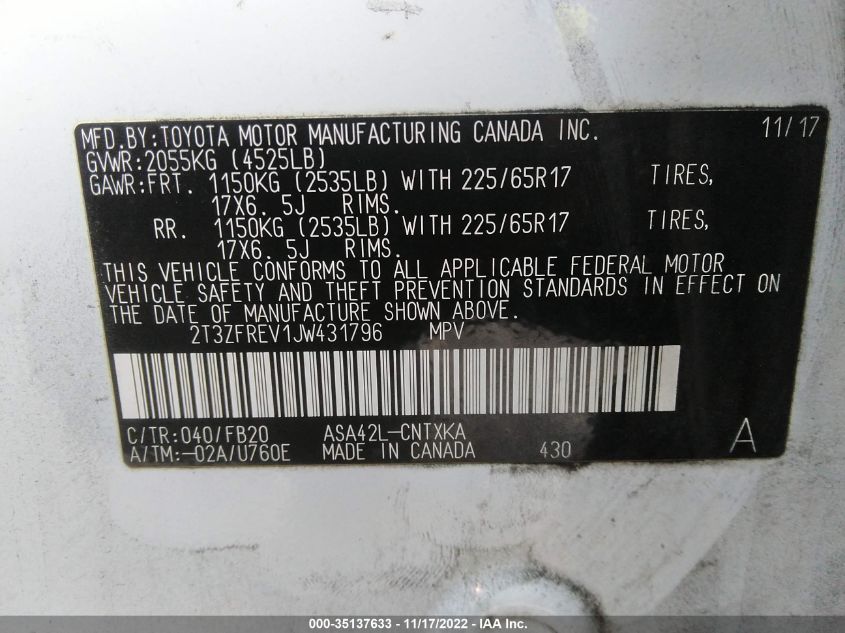 MFD.BY:TOYOTA MOTOR MANUFACTURING CANADA INC. 11/17
GVWR:2055KG (4525LB)
GAWR:FRT. 1150KG (2535LB) WITH 225/65R17 TIRES,
17X6. 5J RIMS.
RR. 1150KG (2535LB) WITH 225/65R17 TIRES,
17X6. 5J RIMS.
THIS VEHICLE CONFORMS TO ALL APPLICABLE FEDERAL MOTOR
VEHICLE SAFETY AND THEFT PREVENTION STANDARDS IN EFFECT ON
THE DATE OF MANUFACTURE SHOWN ABOVE.
2T3ZFREV1JW431796 MPV
C/TR:040/FB20 ASA42L-CNTXKA
A/TM:-02A/U760E MADE IN CANADA 430 A
000-35137633 - 11/17/2022 - IAA Inc.